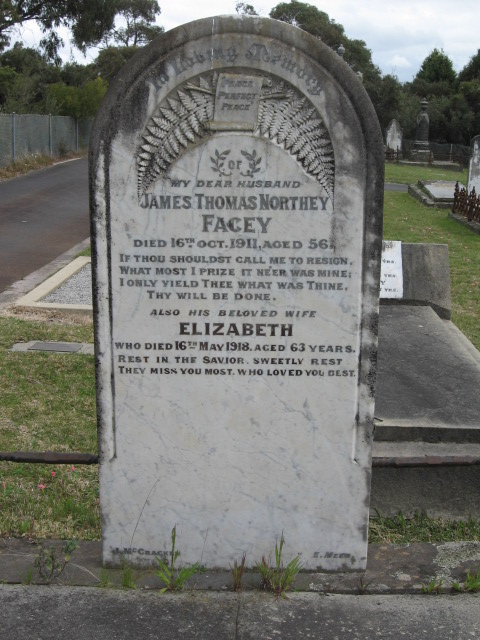 In Loving Memory
PEACE
PERFECT
PEACE
OF
MY DEAR HUSBAND
JAMES THOMAS NORTHEY
FACEY
DIED 16TH OCT. 1911, AGED 56.
IF THOU SHOULDST CALL ME TO RESIGN,
WHAT MOST I PRIZE IT NE'ER WAS MINE;
I ONLY YIELD THEE WHAT WAS THINE,
THY WILL BE DONE.
ALSO HIS BELOVED WIFE
ELIZABETH
WHO DIED 16TH MAY 1918. AGED 63 YEARS.
REST IN THE SAVIOR, SWEETLY REST
THEY MISS YOU MOST, WHO LOVED YOU BEST.
J. McCRACKEN